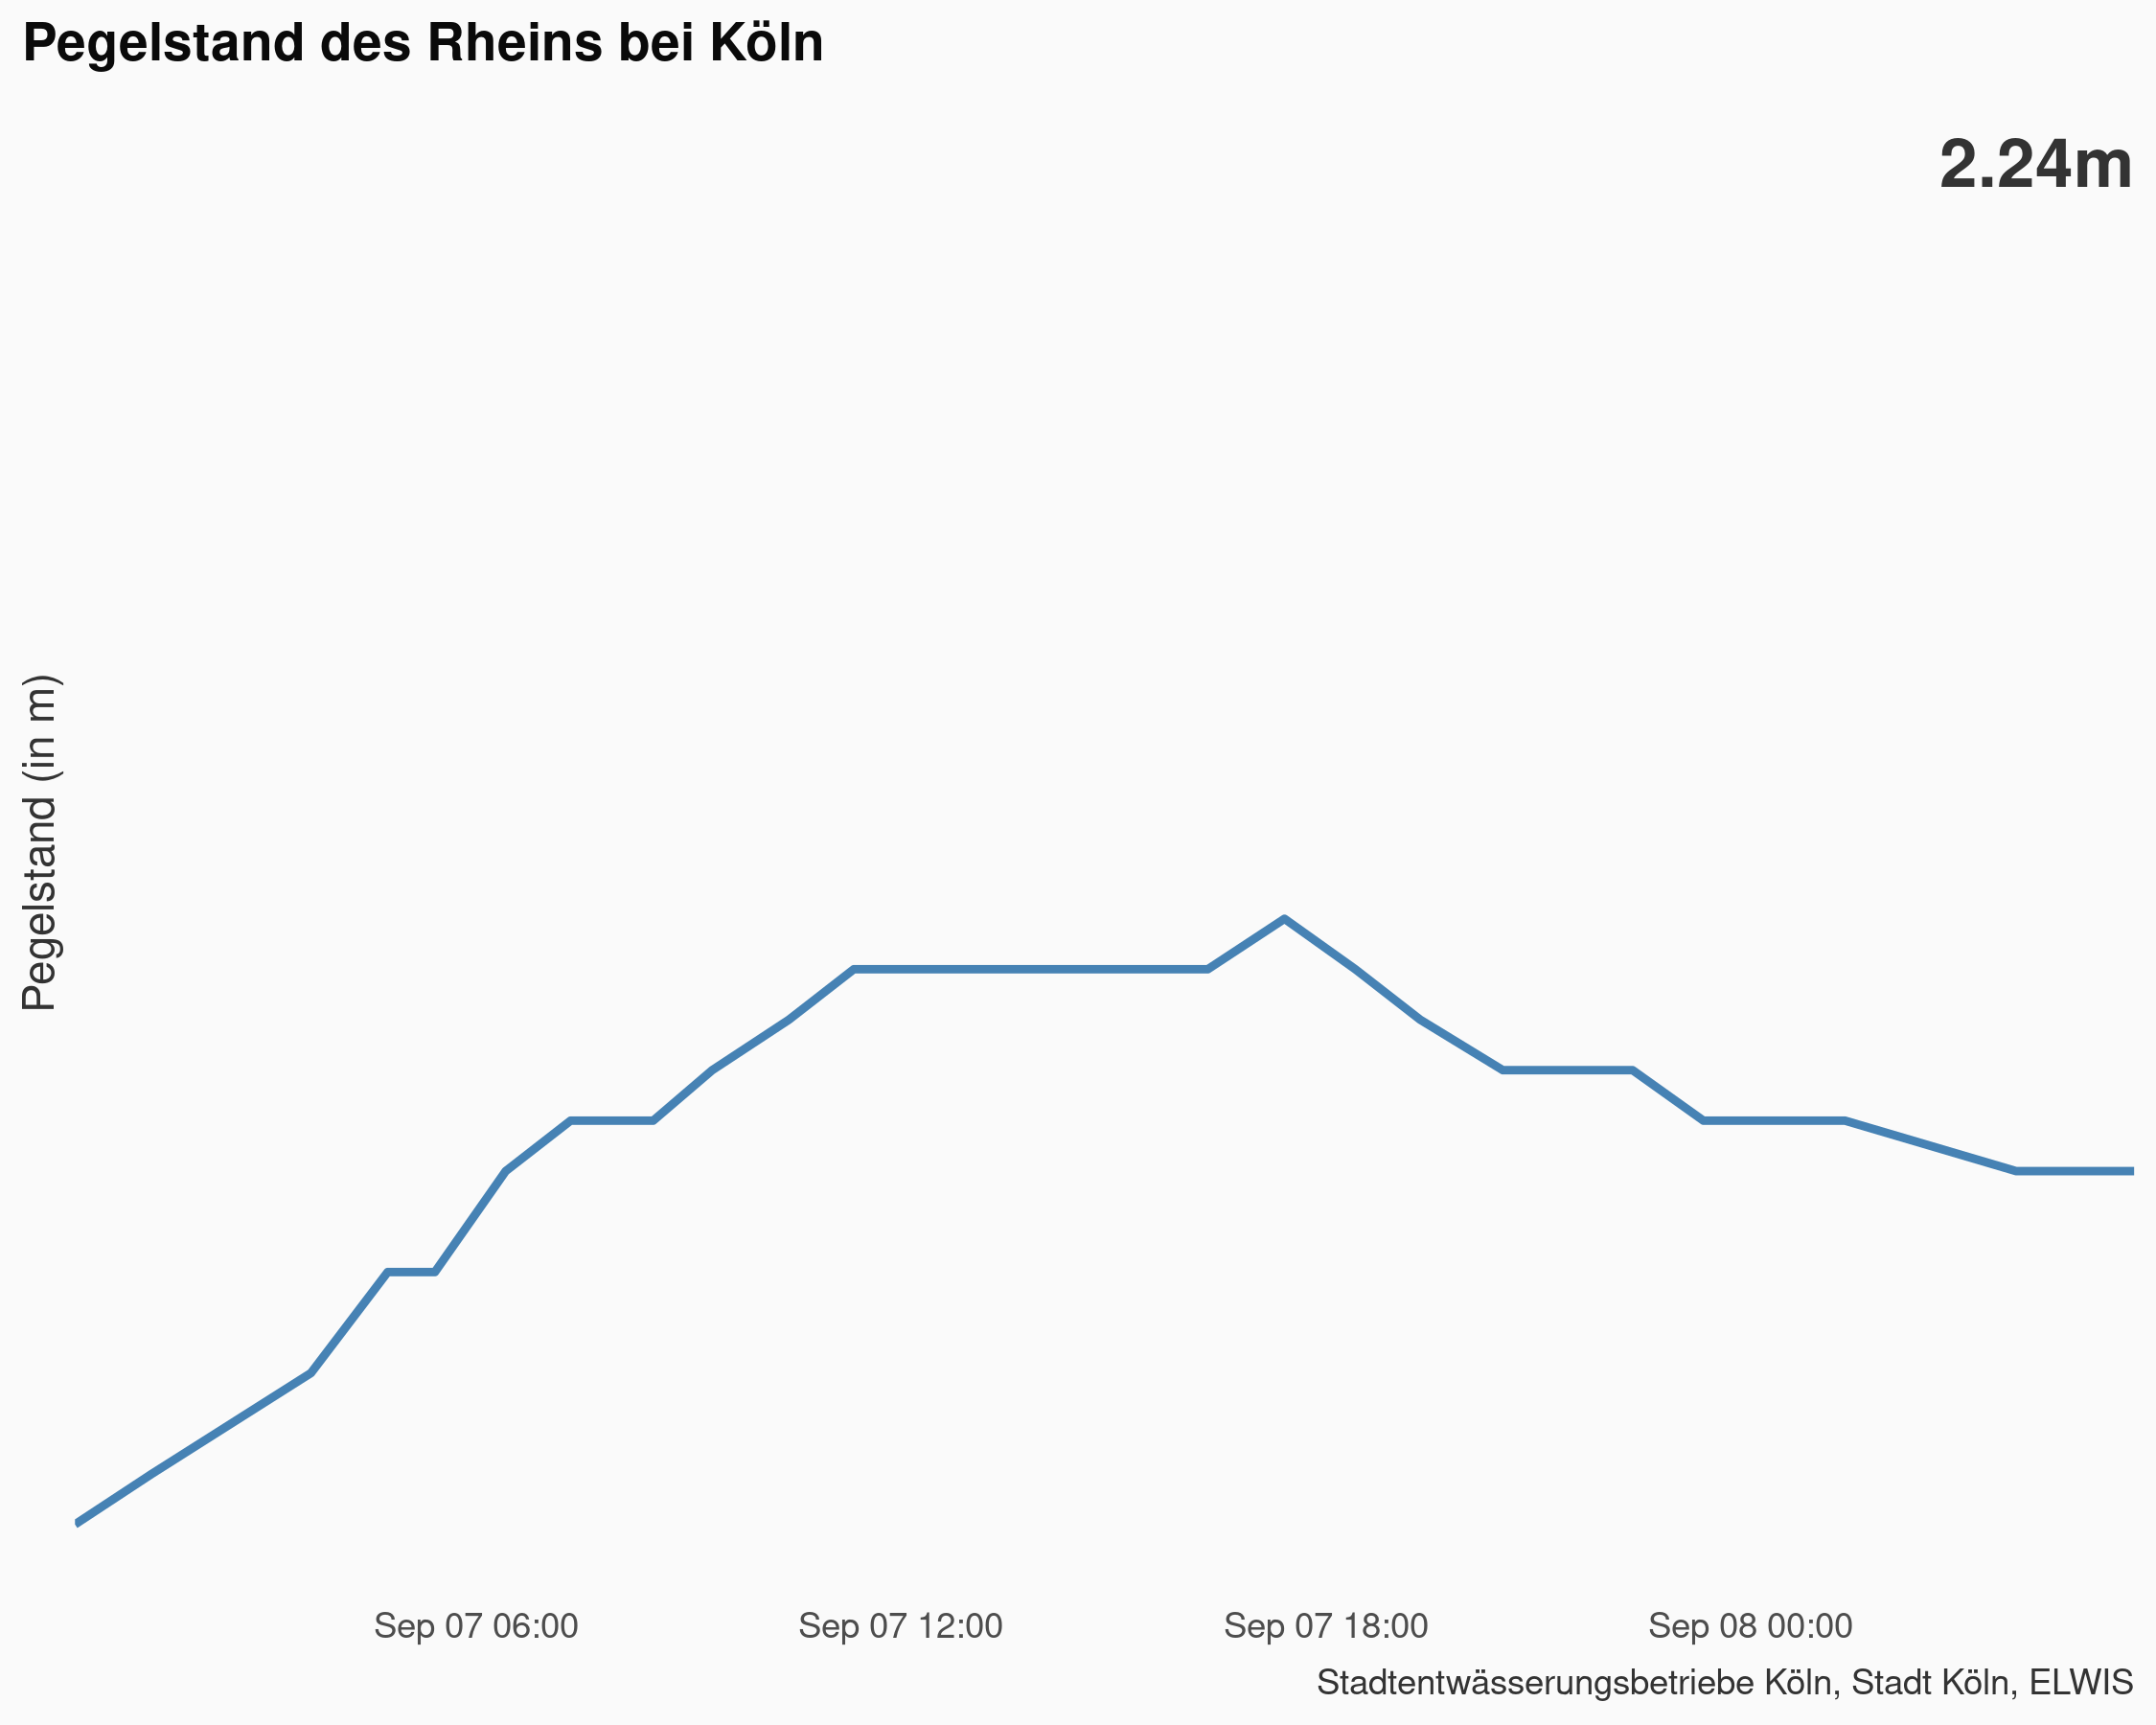 Pegelstand des Rheins bei Köln
2.24m
Pegelstand (in m)
Sep 07 06:00
Sep 07 12:00
Sep 07 18:00
Sep 08 00:00
Stadtentwässerungsbetriebe Köln, Stadt Köln, ELWIS